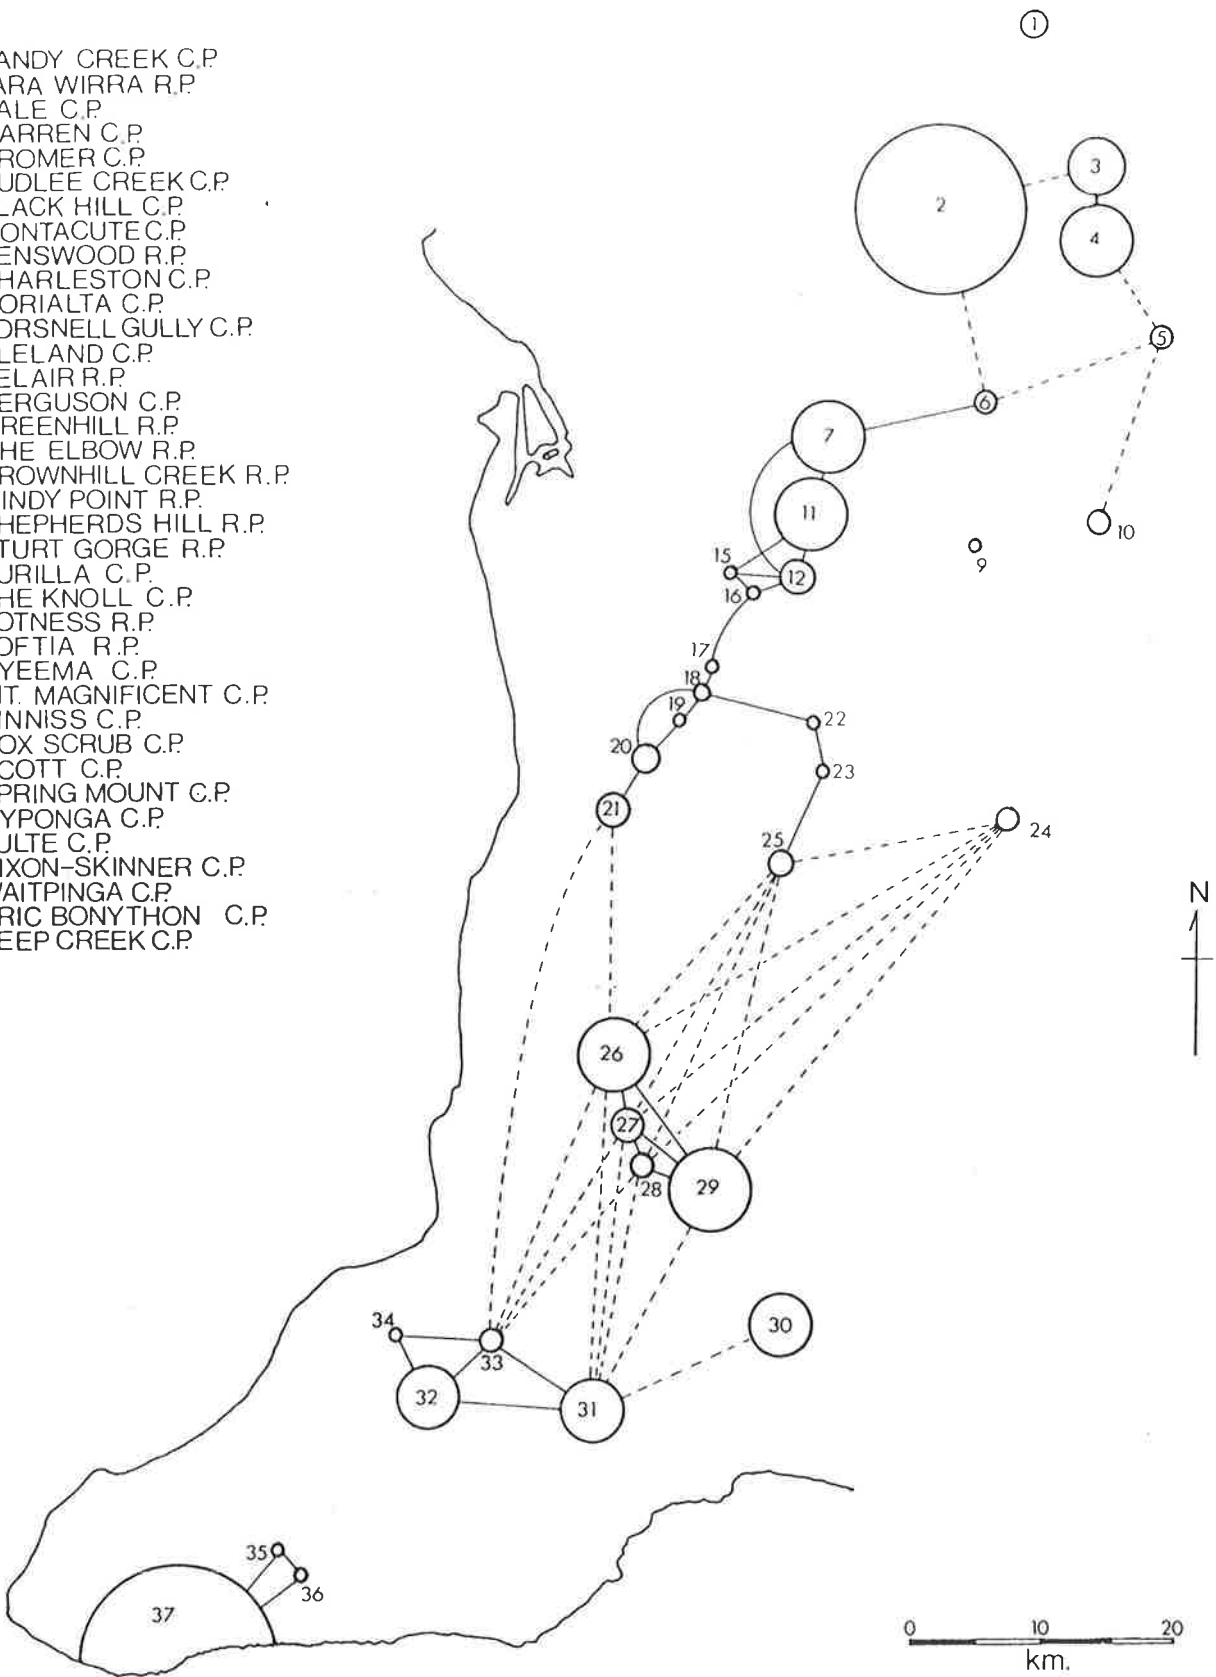 ANDY CREEK C.P.
ARA WIRRA R.P.
ALE C.P.
ARREN C.P.
ROMER C.P.
UDLEE CREEK C.P.
LACK HILL C.P.
ONTACUTE C.P.
ENSWOOD R.P.
HARLESTON C.P.
ORIALTA C.P.
ORSNELL GULLY C.P.
LELAND C.P.
ELAIR R.P.
ERGUSON C.P.
REENHILL R.P.
HE ELBOW R.P.
ROWNHILL CREEK R.P.
INDY POINT R.P.
HEPHERDS HILL R.P.
TURT GORGE R.P.
URILLA C.P.
HE KNOLL C.P.
OTNESS R.P.
OFTIA R.P.
YEEMA C.P.
T. MAGNIFICENT C.P.
INNISS C.P.
OX SCRUB C.P.
COTT C.P.
PRING MOUNT C.P.
YPONGA C.P.
ULTE C.P.
IXON-SKINNER C.P.
WAITPINGA C.P.
RIC BONYTHON C.P.
EEP CREEK C.P.
1
2
3
4
5
6
7
11
10
9
15
12
16
17
18
19
22
20
23
21
24
25
N
26
27
28
29
30
34
33
32
31
35
36
37
0 10 20
km.